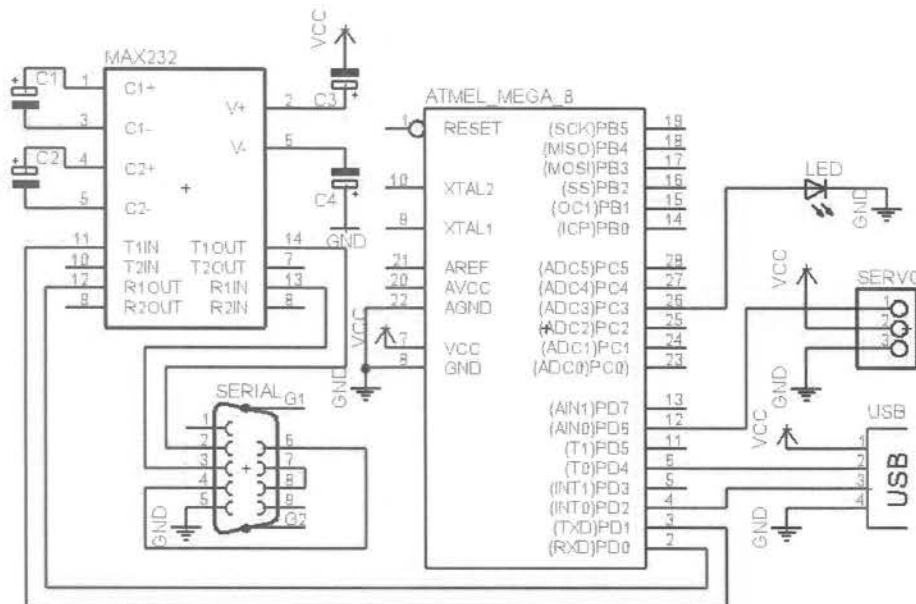 MAX232
C1
C2
C3
C4
VCC
GND
1 C1+
3 C1-
4 C2+
5 C2-
V+ 2
V- 6
11 T1IN T1OUT 14
10 T2IN T2OUT 7
12 R1OUT R1IN 13
9 R2OUT R2IN 8
ATMEL_MEGA_8
1 RESET (SCK)PB5 19
(MISO)PB4 18
(MOSI)PB3 17
10 XTAL2 (SS)PB2 16
(OC1)PB1 15
9 XTAL1 (ICP)PB0 14
21 AREF (ADC5)PC5 28
20 AVCC (ADC4)PC4 27
22 AGND (ADC3)PC3 26
(ADC2)PC2 25
7 VCC (ADC1)PC1 24
8 GND (ADC0)PC0) 23
(AIN1)PD7 13
(AIN0)PD6 12
(T1)PD5 11
(T0)PD4 6
(INT1)PD3 5
(INT0)PD2 4
(TXD)PD1 3
(RXD)PD0 2
VCC
GND
LED
GND
SERVO
VCC
1
2
3
GND
USB
VCC
1
2
3
4
USB
GND
SERIAL
G1
1
2 6
3 7
4 8
5 9
G2
GND